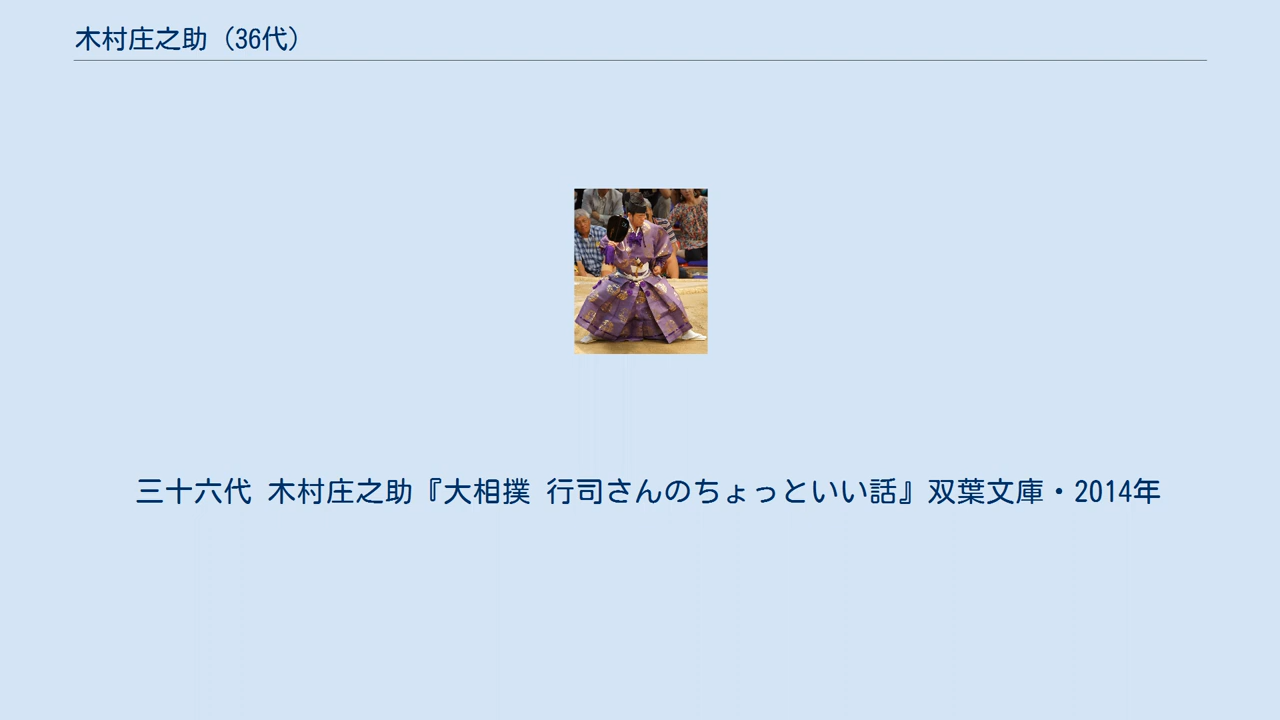 木村庄之助（36代）
三十六代 木村庄之助『大相撲 行司さんのちょっといい話』双葉文庫・2014年